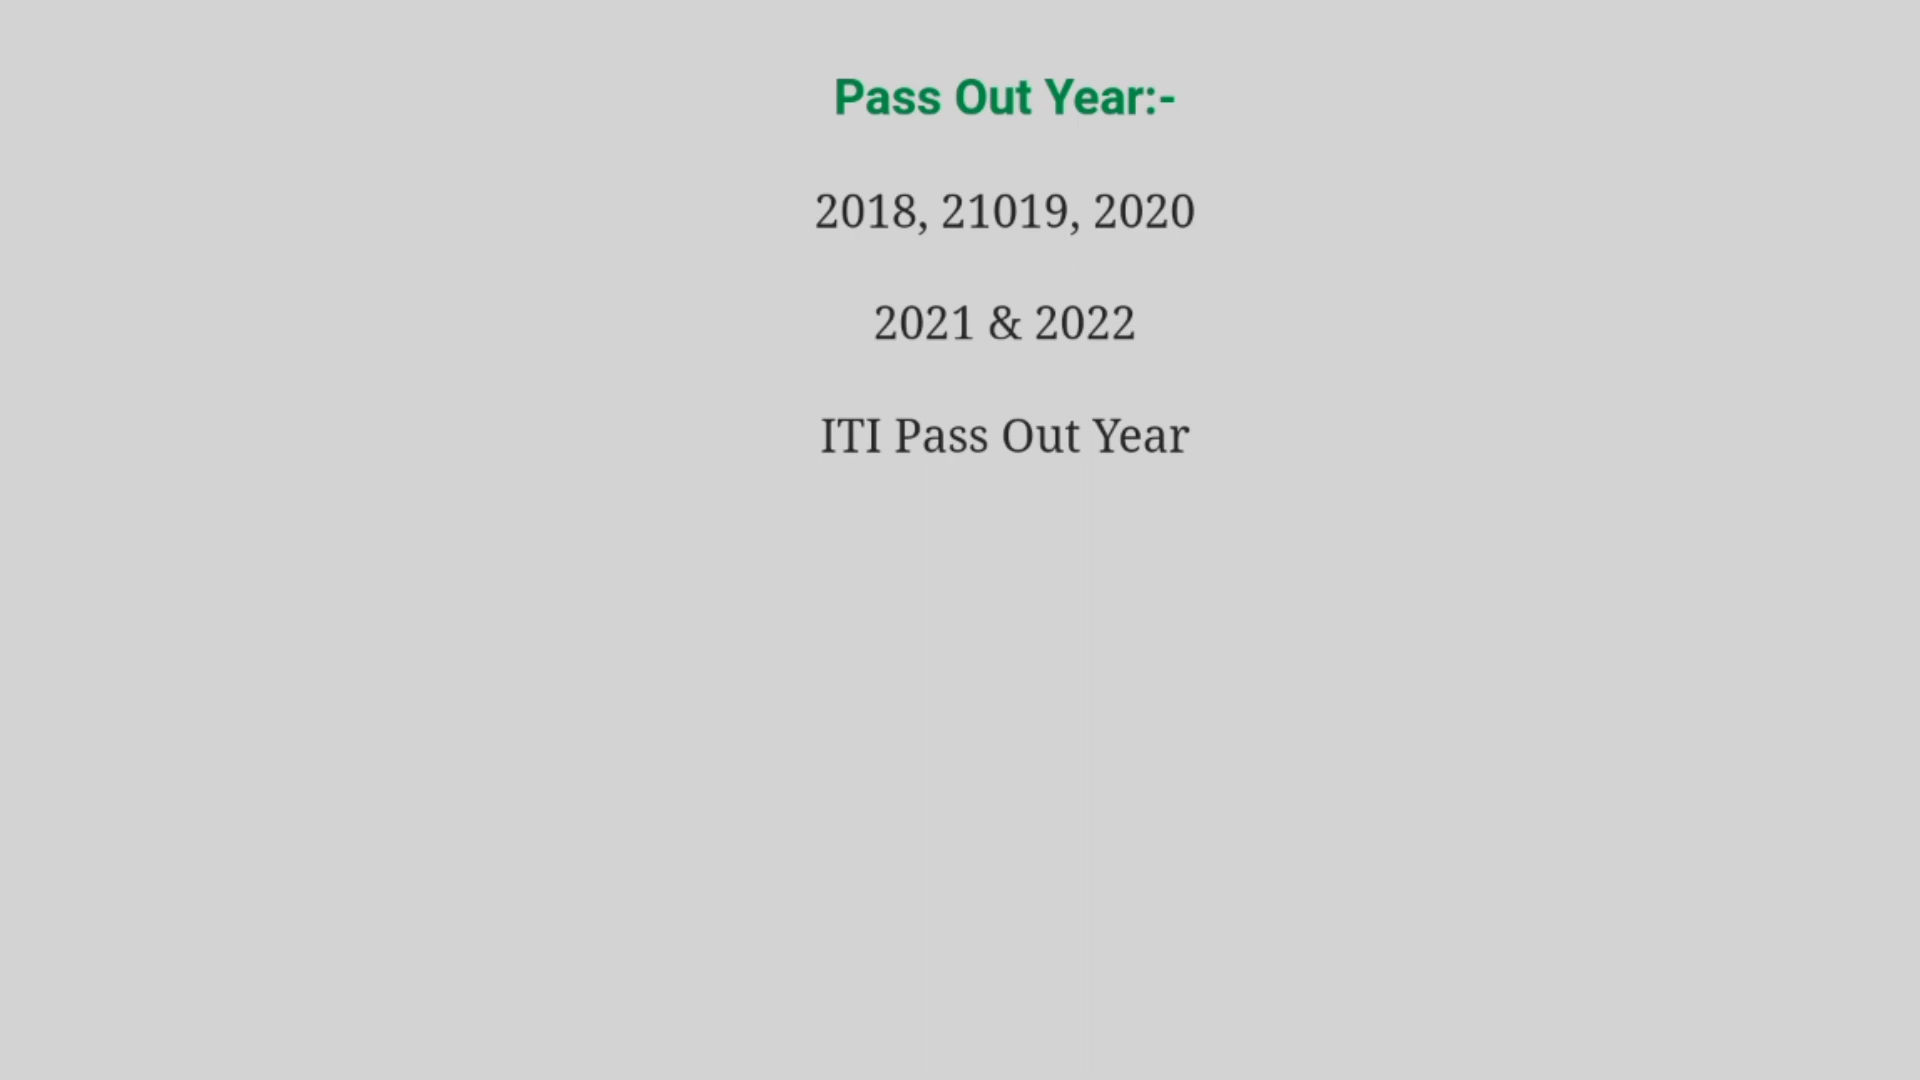 Pass Out Year:-
2018, 21019, 2020
2021 & 2022
ITI Pass Out Year